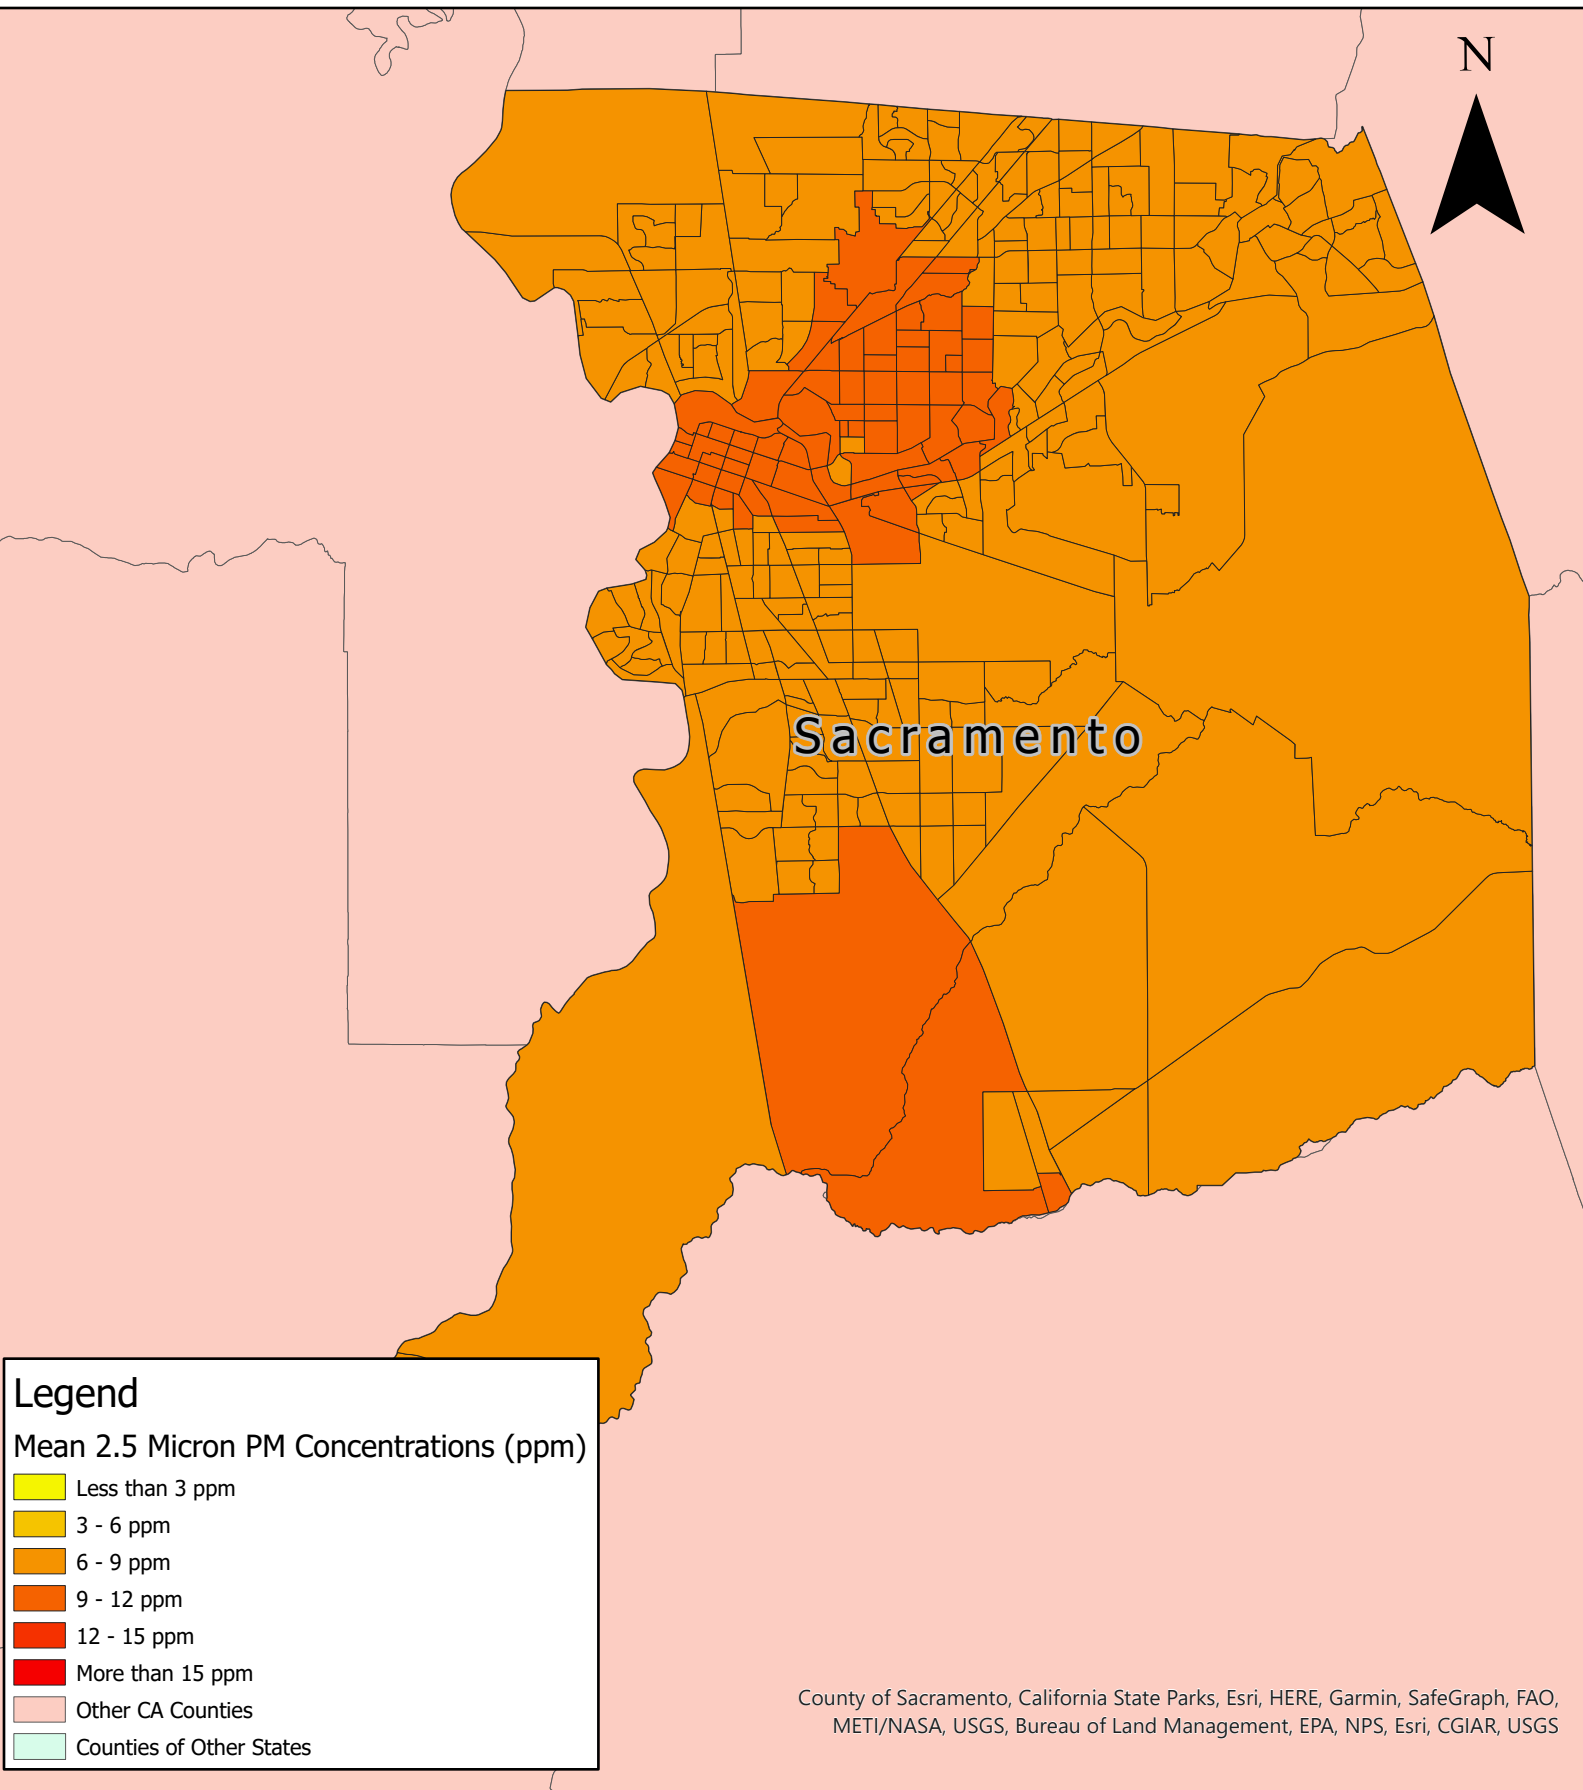 N
Sacramento
Legend
Mean 2.5 Micron PM Concentrations (ppm)
Less than 3 ppm
3 - 6 ppm
6 - 9 ppm
9 - 12 ppm
12 - 15 ppm
More than 15 ppm
Other CA Counties
Counties of Other States
County of Sacramento, California State Parks, Esri, HERE, Garmin, SafeGraph, FAO,
METI/NASA, USGS, Bureau of Land Management, EPA, NPS, Esri, CGIAR, USGS